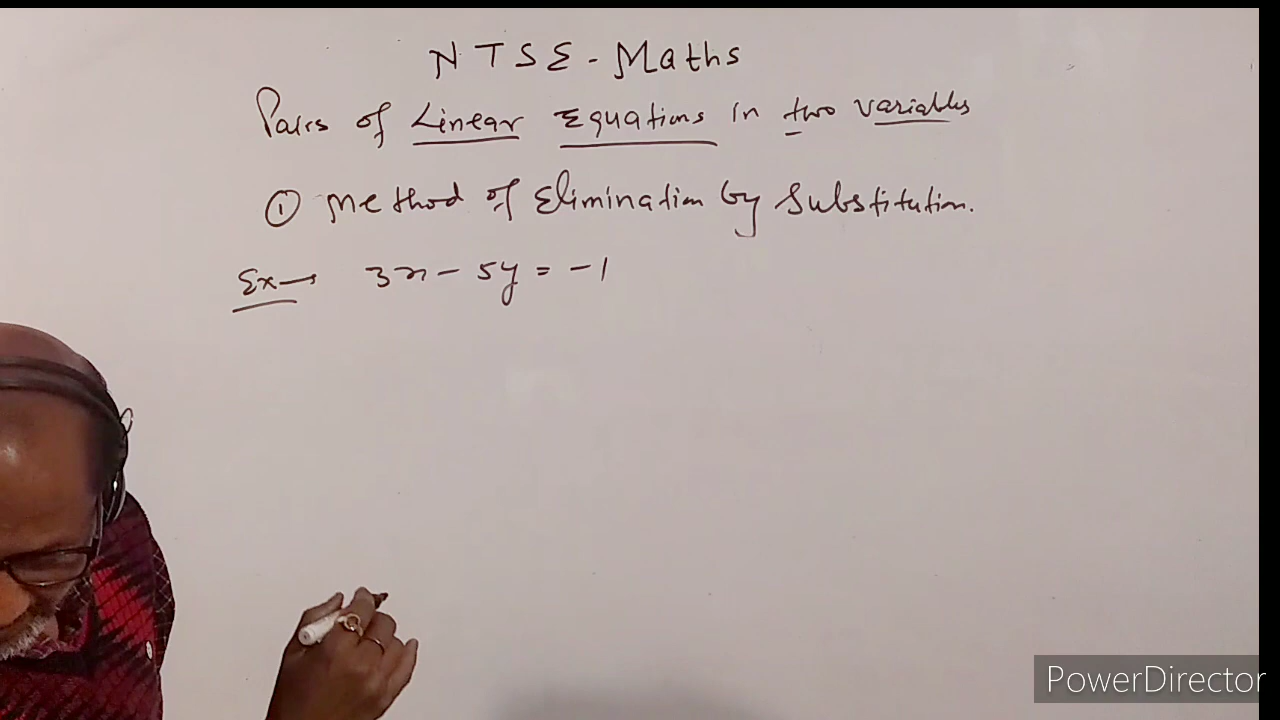 NTSE - Maths
Pairs of Linear Equations in two variables
① Method of Elimination by Substitution.
Ex→ 3x - 5y = -1
PowerDirector